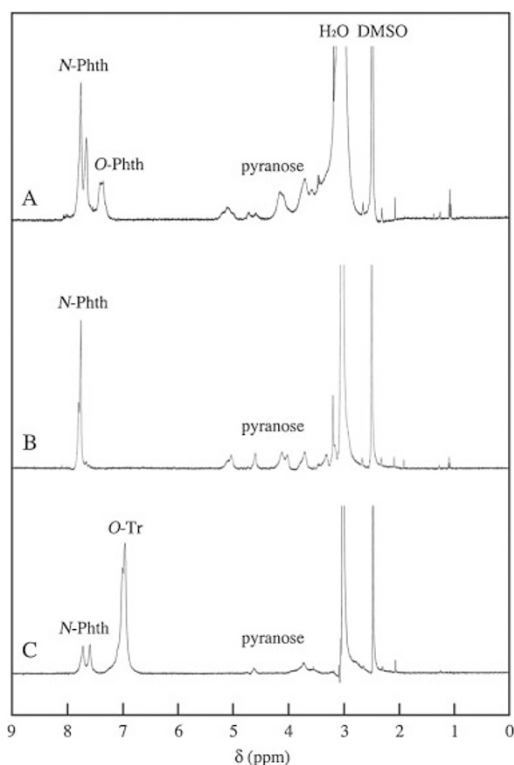 H₂O DMSO
N-Phth
O-Phth
pyranose
A
N-Phth
pyranose
B
O-Tr
N-Phth
pyranose
C
9 8 7 6 5 4 3 2 1 0
δ (ppm)